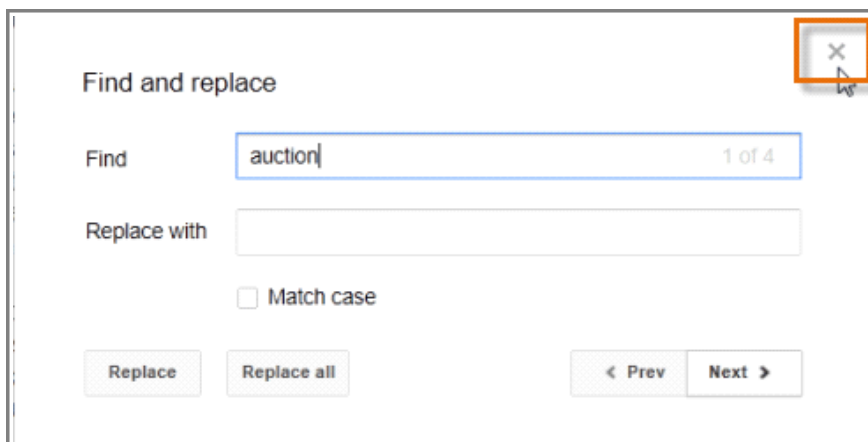 Find and replace
Find auction 1 of 4
Replace with
Match case
Replace Replace all Prev Next